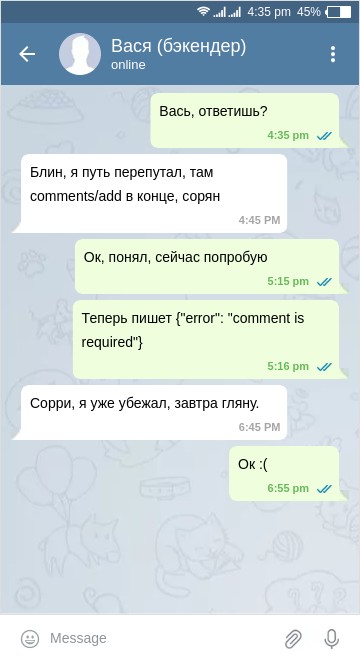 4:35 pm 45%
Вася (бэкендер)
online
Вась, ответишь?
4:35 pm
Блин, я путь перепутал, там
comments/add в конце, сорян
4:45 PM
Ок, понял, сейчас попробую
5:15 pm
Теперь пишет {"error": "comment is
required"}
5:16 pm
Сорри, я уже убежал, завтра гляну.
6:45 PM
Ок :(
6:55 pm
Message